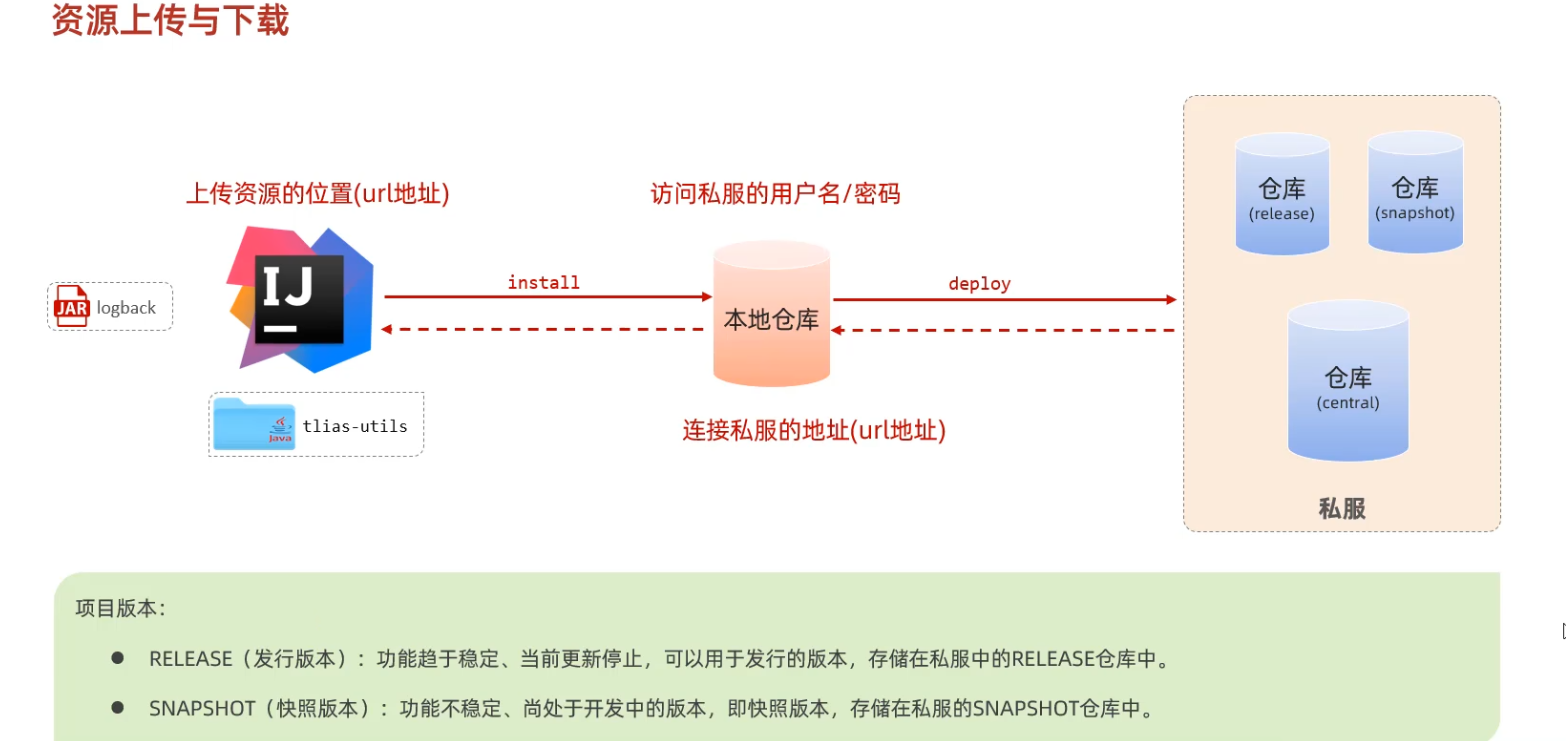 资源上传与下载
上传资源的位置(url地址)
访问私服的用户名/密码
仓库
(release)
仓库
(snapshot)
JAR logback
IJ
install
本地仓库
deploy
仓库
(central)
Java tlias-utils
连接私服的地址(url地址)
私服
项目版本：
● RELEASE（发行版本）：功能趋于稳定、当前更新停止，可以用于发行的版本，存储在私服中的RELEASE仓库中。
● SNAPSHOT（快照版本）：功能不稳定、尚处于开发中的版本，即快照版本，存储在私服的SNAPSHOT仓库中。